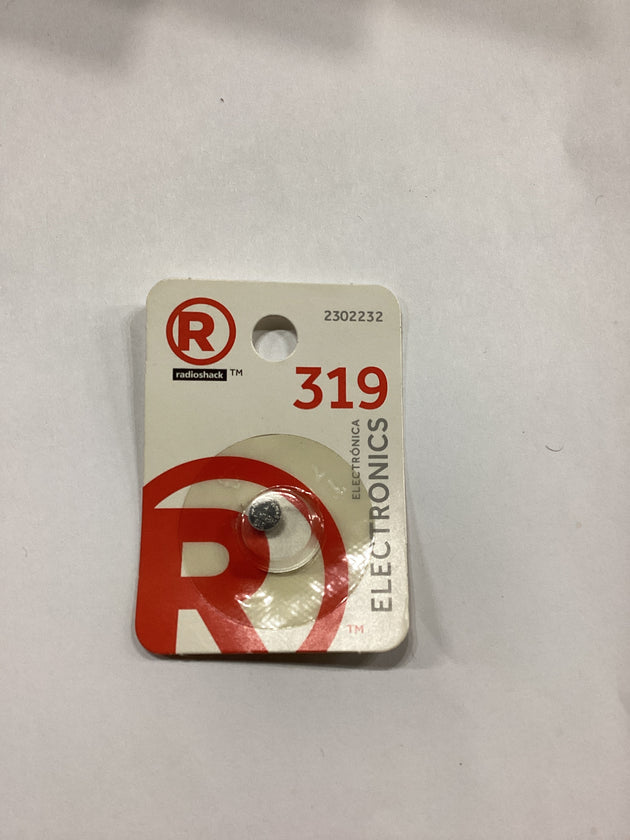 R
radioshack ™
2302232
319
ELECTRÓNICA
ELECTRONICS
R
TM